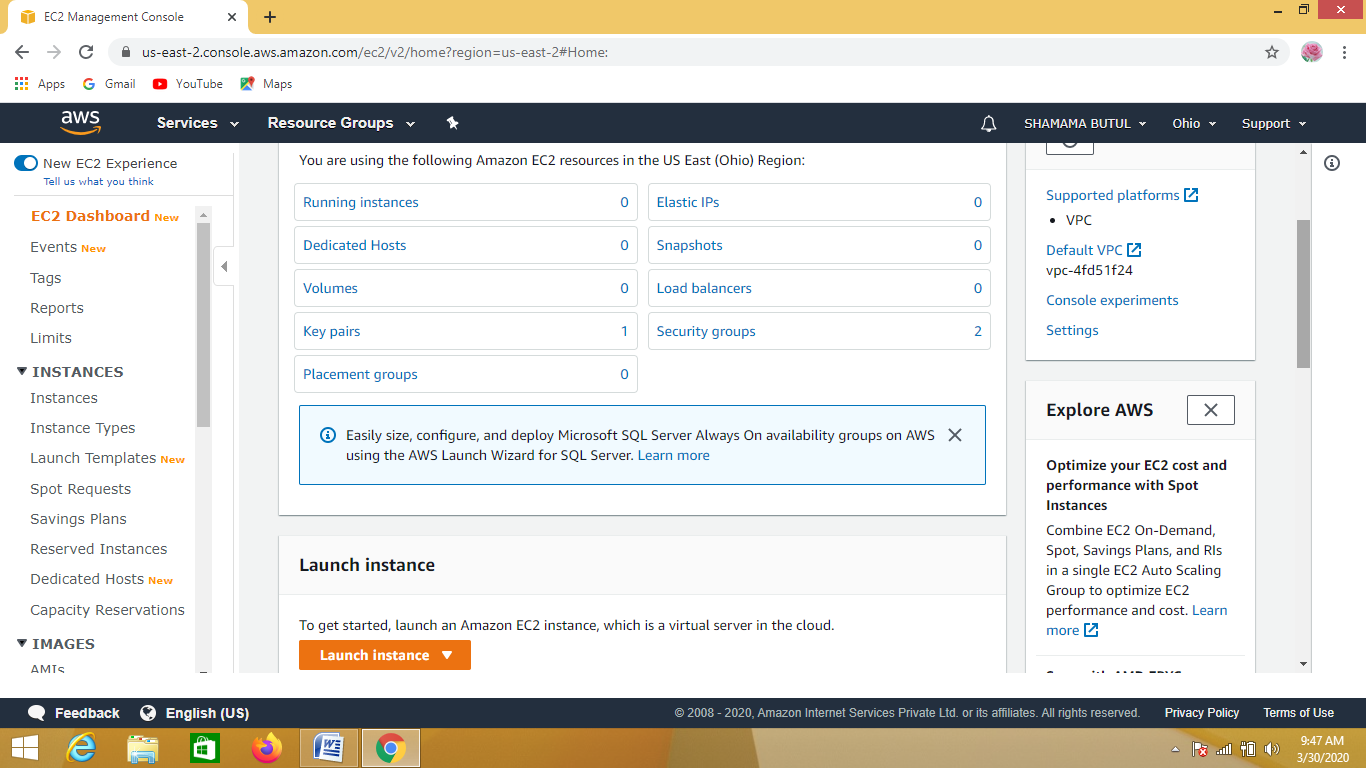 EC2 Management Console
us-east-2.console.aws.amazon.com/ec2/v2/home?region=us-east-2#Home:
Apps Gmail YouTube Maps
aws Services Resource Groups SHAMAMA BUTUL Ohio Support
New EC2 Experience
Tell us what you think
EC2 Dashboard New
Events New
Tags
Reports
Limits
INSTANCES
Instances
Instance Types
Launch Templates New
Spot Requests
Savings Plans
Reserved Instances
Dedicated Hosts New
Capacity Reservations
IMAGES
AMIs
You are using the following Amazon EC2 resources in the US East (Ohio) Region:
Running instances 0 Elastic IPs 0
Dedicated Hosts 0 Snapshots 0
Volumes 0 Load balancers 0
Key pairs 1 Security groups 2
Placement groups 0
Easily size, configure, and deploy Microsoft SQL Server Always On availability groups on AWS
using the AWS Launch Wizard for SQL Server. Learn more
Launch instance
To get started, launch an Amazon EC2 instance, which is a virtual server in the cloud.
Launch instance
Supported platforms
• VPC
Default VPC
vpc-4fd51f24
Console experiments
Settings
Explore AWS
Optimize your EC2 cost and
performance with Spot
Instances
Combine EC2 On-Demand,
Spot, Savings Plans, and RIs
in a single EC2 Auto Scaling
Group to optimize EC2
performance and cost. Learn
more
Feedback English (US) © 2008 - 2020, Amazon Internet Services Private Ltd. or its affiliates. All rights reserved. Privacy Policy Terms of Use
9:47 AM
3/30/2020